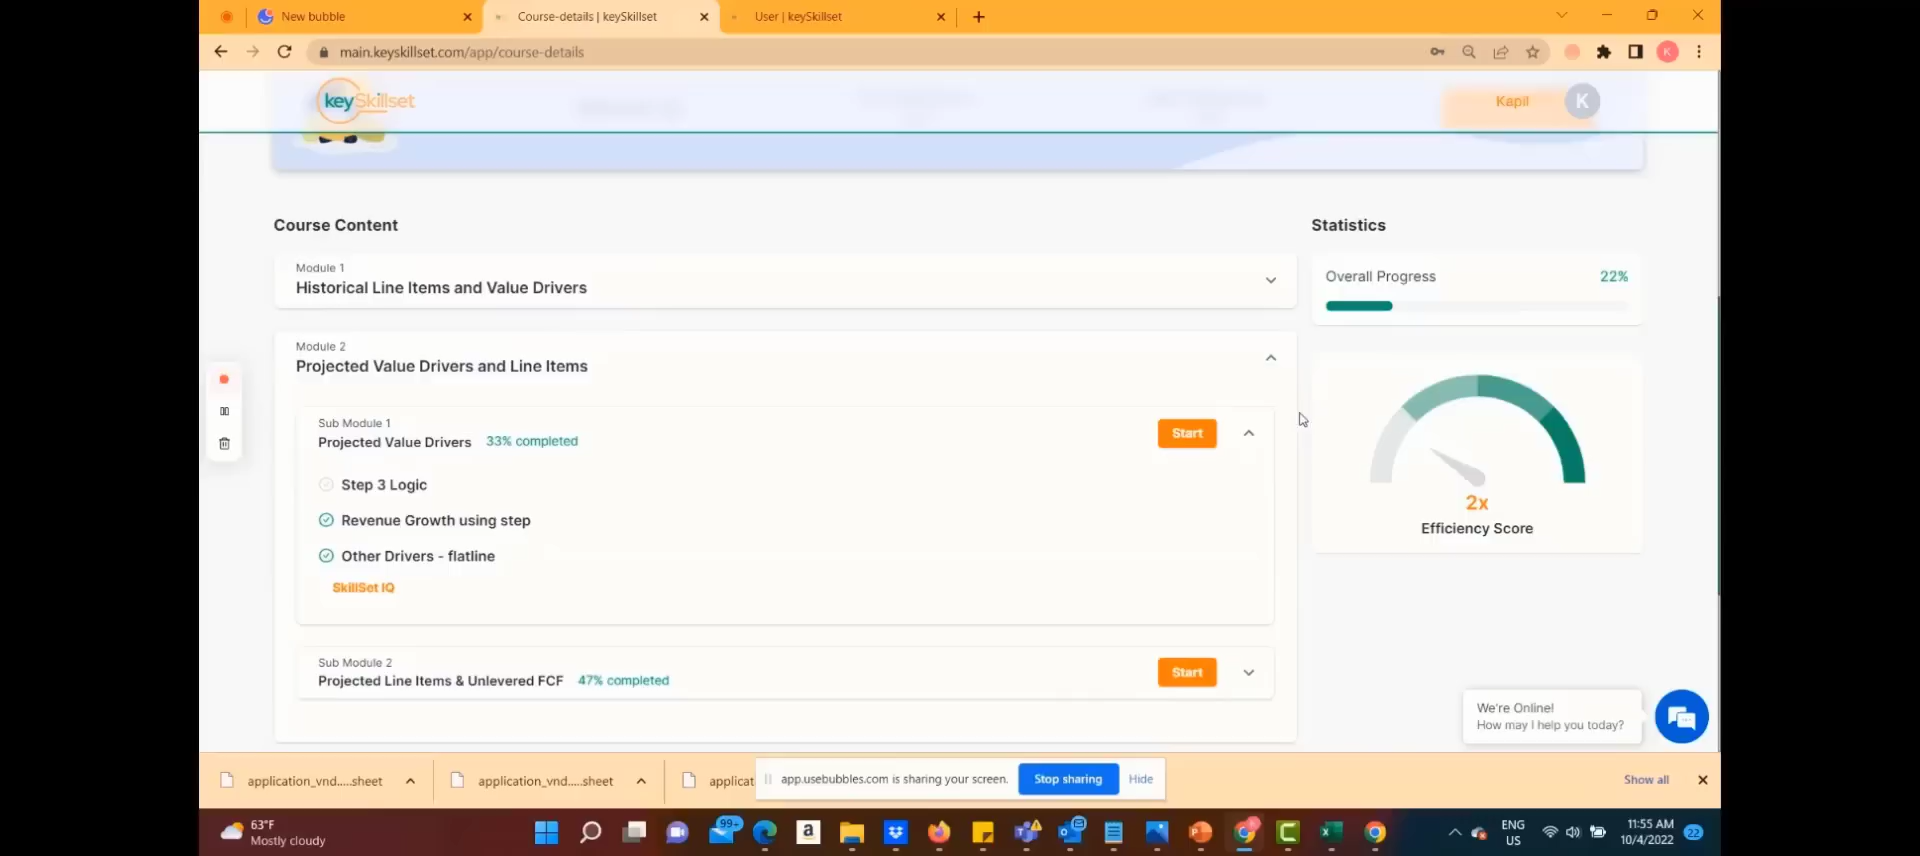 New bubble
Course-details | keySkillset
User | keySkillset
main.keyskillset.com/app/course-details
K
keySkillset
Kapil
K
Course Content
Statistics
Module 1
Historical Line Items and Value Drivers
Overall Progress
22%
Module 2
Projected Value Drivers and Line Items
Sub Module 1
Projected Value Drivers
33% completed
Start
Step 3 Logic
Revenue Growth using step
Other Drivers - flatline
SkillSet IQ
2x
Efficiency Score
Sub Module 2
Projected Line Items & Unlevered FCF
47% completed
Start
We're Online!
How may I help you today?
application_vnd.....sheet
application_vnd.....sheet
applicat
app.usebubbles.com is sharing your screen.
Stop sharing
Hide
Show all
63°F
Mostly cloudy
99+
ENG
US
11:55 AM
10/4/2022
22